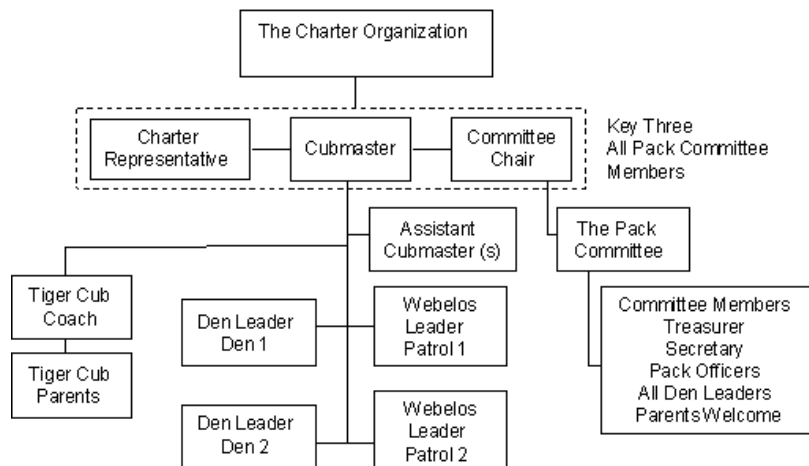 The Charter Organization
Charter
Representative
Cubmaster
Committee
Chair
Key Three
All Pack Committee
Members
Assistant
Cubmaster (s)
The Pack
Committee
Tiger Cub
Coach
Tiger Cub
Parents
Den Leader
Den 1
Webelos
Leader
Patrol 1
Den Leader
Den 2
Webelos
Leader
Patrol 2
Committee Members
Treasurer
Secretary
Pack Officers
All Den Leaders
Parents Welcome